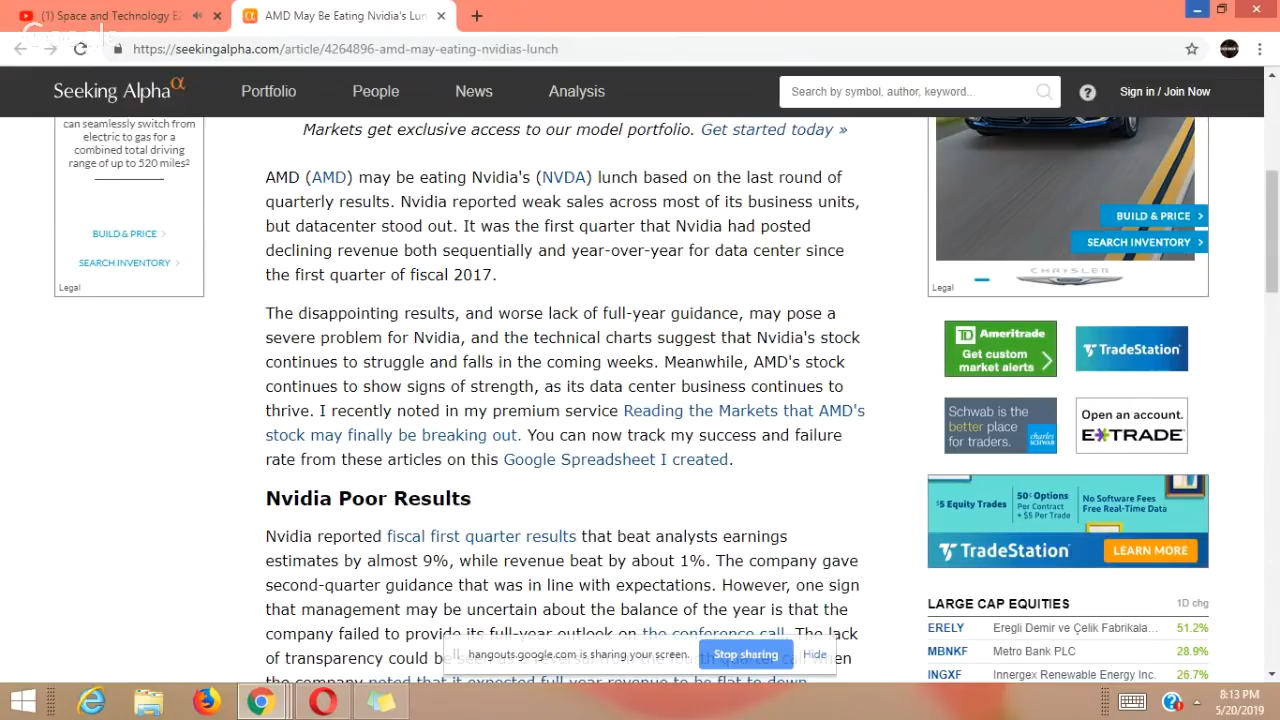 (1) Space and Technology E
AMD May Be Eating Nvidia's Lun
Google
https://seekingalpha.com/article/4264896-amd-may-eating-nvidias-lunch
Seeking Alpha α
Portfolio
People
News
Analysis
Search by symbol, author, keyword...
?
Sign in / Join Now
can seamlessly switch from
electric to gas for a
combined total driving
range of up to 520 miles²
BUILD & PRICE >
SEARCH INVENTORY >
Legal
Markets get exclusive access to our model portfolio. Get started today »
AMD (AMD) may be eating Nvidia's (NVDA) lunch based on the last round of
quarterly results. Nvidia reported weak sales across most of its business units,
but datacenter stood out. It was the first quarter that Nvidia had posted
declining revenue both sequentially and year-over-year for data center since
the first quarter of fiscal 2017.
The disappointing results, and worse lack of full-year guidance, may pose a
severe problem for Nvidia, and the technical charts suggest that Nvidia's stock
continues to struggle and falls in the coming weeks. Meanwhile, AMD's stock
continues to show signs of strength, as its data center business continues to
thrive. I recently noted in my premium service Reading the Markets that AMD's
stock may finally be breaking out. You can now track my success and failure
rate from these articles on this Google Spreadsheet I created.
Nvidia Poor Results
Nvidia reported fiscal first quarter results that beat analysts earnings
estimates by almost 9%, while revenue beat by about 1%. The company gave
second-quarter guidance that was in line with expectations. However, one sign
that management may be uncertain about the balance of the year is that the
company failed to provide its full-year outlook on the conference call. The lack
of transparency could be seen as a reversal from the fourth quarter call when
the company noted that it expected full year revenue to be flat to down
hangouts.google.com is sharing your screen.
Stop sharing
Hide
BUILD & PRICE >
SEARCH INVENTORY >
CHRYSLER
Legal
TD Ameritrade
Get custom
market alerts
TradeStation
Schwab is the
better place
for traders.
charles
SCHWAB
Open an account.
E*TRADE
$5 Equity Trades
50¢ Options
Per Contract
+ $5 Per Trade
No Software Fees
Free Real-Time Data
TradeStation
LEARN MORE
LARGE CAP EQUITIES
1D chg
ERELY Eregli Demir ve Çelik Fabrikala... 51.2%
MBNKF Metro Bank PLC 28.9%
INGXF Innergex Renewable Energy Inc. 26.7%
8:13 PM
5/20/2019